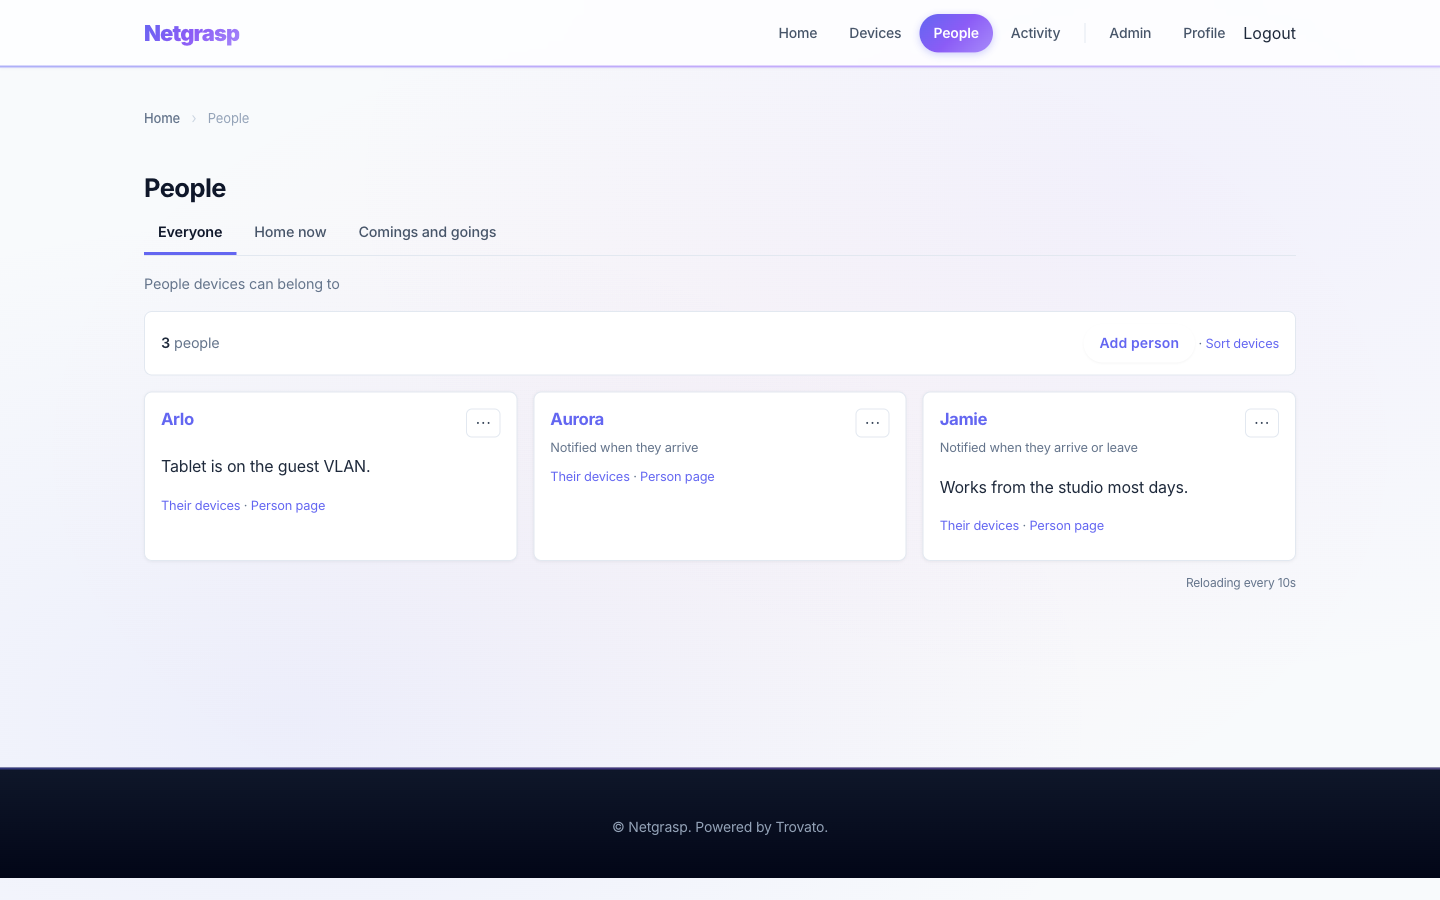 Netgrasp
Home Devices People Activity Admin Profile Logout
Home › People
People
Everyone Home now Comings and goings
People devices can belong to
3 people Add person · Sort devices
Arlo ...
Tablet is on the guest VLAN.
Their devices · Person page
Aurora ...
Notified when they arrive
Their devices · Person page
Jamie ...
Notified when they arrive or leave
Works from the studio most days.
Their devices · Person page
Reloading every 10s
© Netgrasp. Powered by Trovato.